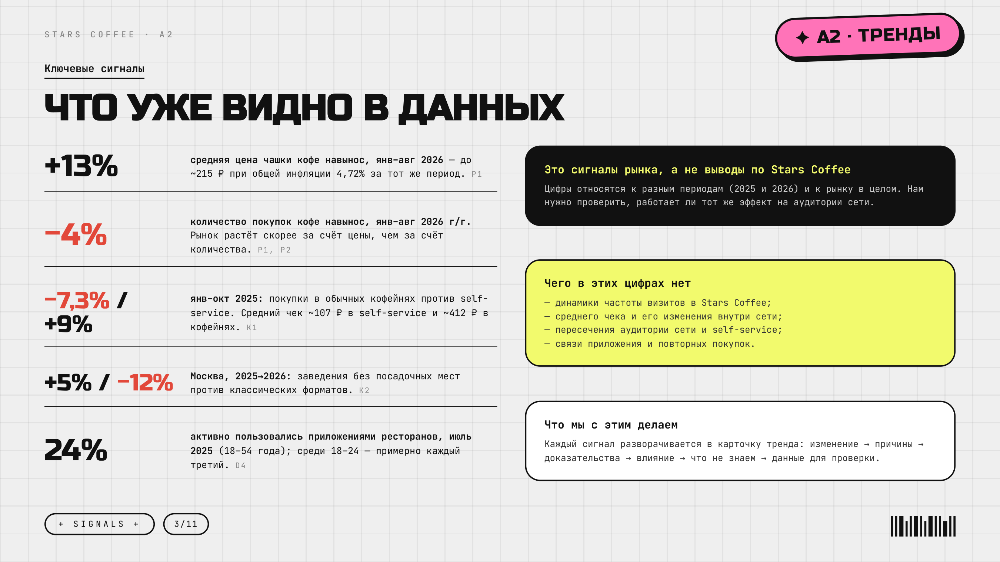 STARS COFFEE · A2
✦ А2 · ТРЕНДЫ
Ключевые сигналы
ЧТО УЖЕ ВИДНО В ДАННЫХ
+13%
средняя цена чашки кофе навынос, янв–авг 2026 — до
~215 ₽ при общей инфляции 4,72% за тот же период. P1
−4%
количество покупок кофе навынос, янв–авг 2026 г/г.
Рынок растёт скорее за счёт цены, чем за счёт
количества. P1, P2
−7,3% /
+9%
янв–окт 2025: покупки в обычных кофейнях против self-
service. Средний чек ~107 ₽ в self-service и ~412 ₽ в
кофейнях. K1
+5% / −12%
Москва, 2025→2026: заведения без посадочных мест
против классических форматов. K2
24%
активно пользовались приложениями ресторанов, июль
2025 (18–54 года); среди 18–24 — примерно каждый
третий. D4
Это сигналы рынка, а не выводы по Stars Coffee
Цифры относятся к разным периодам (2025 и 2026) и к рынку в целом. Нам
нужно проверить, работает ли тот же эффект на аудитории сети.
Чего в этих цифрах нет
— динамики частоты визитов в Stars Coffee;
— среднего чека и его изменения внутри сети;
— пересечения аудитории сети и self-service;
— связи приложения и повторных покупок.
Что мы с этим делаем
Каждый сигнал разворачивается в карточку тренда: изменение → причины →
доказательства → влияние → что не знаем → данные для проверки.
+ SIGNALS +
3/11